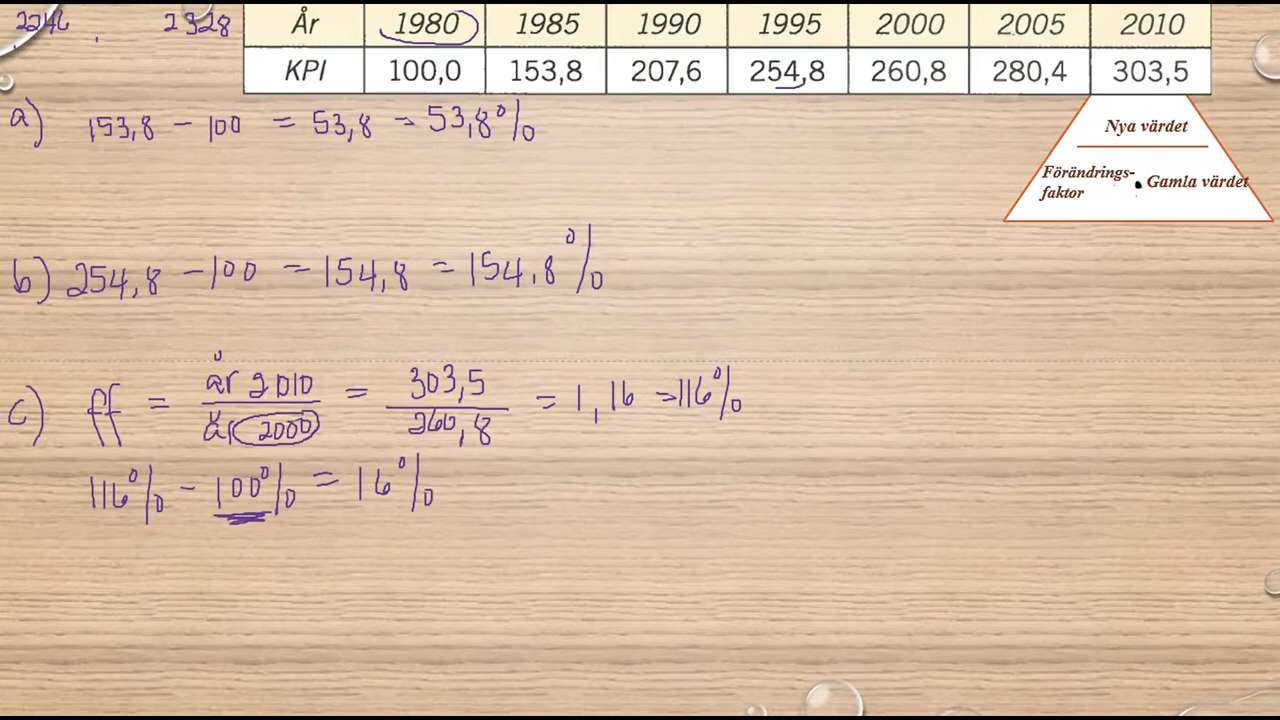 2246 2328
År 1980 1985 1990 1995 2000 2005 2010
KPI 100,0 153,8 207,6 254,8 260,8 280,4 303,5
Nya värdet
Förändrings-
faktor
Gamla värdet
a) 153,8 - 100 = 53,8 = 53,8 %
b) 254,8 - 100 = 154,8 = 154,8 %
c) ff = år 2010 / år 2000 = 303,5 / 260,8 = 1,16 = 116 %
116 % - 100 % = 16 %